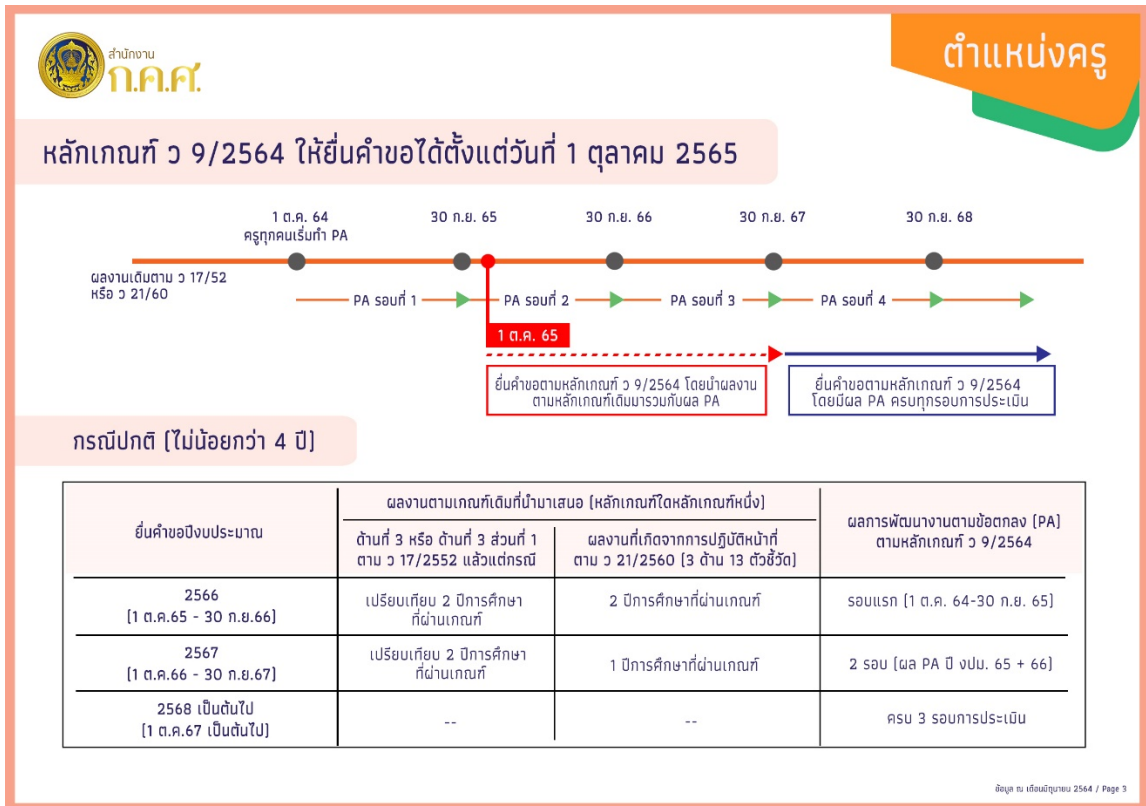 สำนักงาน
ก.ค.ศ.
ตำแหน่งครู
หลักเกณฑ์ ว 9/2564 ให้ยื่นคำขอได้ตั้งแต่วันที่ 1 ตุลาคม 2565
1 ต.ค. 64
ครูทุกคนเริ่มทำ PA
30 ก.ย. 65
30 ก.ย. 66
30 ก.ย. 67
30 ก.ย. 68
ผลงานเดิมตาม ว 17/52
หรือ ว 21/60
PA รอบที่ 1
PA รอบที่ 2
PA รอบที่ 3
PA รอบที่ 4
1 ต.ค. 65
ยื่นคำขอตามหลักเกณฑ์ ว 9/2564 โดยนำผลงาน
ตามหลักเกณฑ์เดิมมารวมกับผล PA
ยื่นคำขอตามหลักเกณฑ์ ว 9/2564
โดยมีผล PA ครบทุกรอบการประเมิน
กรณีปกติ (ไม่น้อยกว่า 4 ปี)
ยื่นคำขอปีงบประมาณ
ผลงานตามเกณฑ์เดิมที่นำมาเสนอ (หลักเกณฑ์ใดหลักเกณฑ์หนึ่ง)
ด้านที่ 3 หรือ ด้านที่ 3 ส่วนที่ 1
ตาม ว 17/2552 แล้วแต่กรณี
ผลงานที่เกิดจากการปฏิบัติหน้าที่
ตาม ว 21/2560 (3 ด้าน 13 ตัวชี้วัด)
ผลการพัฒนางานตามข้อตกลง (PA)
ตามหลักเกณฑ์ ว 9/2564
2566
(1 ต.ค.65 - 30 ก.ย.66)
เปรียบเทียบ 2 ปีการศึกษา
ที่ผ่านเกณฑ์
2 ปีการศึกษาที่ผ่านเกณฑ์
รอบแรก (1 ต.ค. 64-30 ก.ย. 65)
2567
(1 ต.ค.66 - 30 ก.ย.67)
เปรียบเทียบ 2 ปีการศึกษา
ที่ผ่านเกณฑ์
1 ปีการศึกษาที่ผ่านเกณฑ์
2 รอบ (ผล PA ปี งปม. 65 + 66)
2568 เป็นต้นไป
(1 ต.ค.67 เป็นต้นไป)
--
--
ครบ 3 รอบการประเมิน
ข้อมูล ณ เดือนมิถุนายน 2564 / Page 3